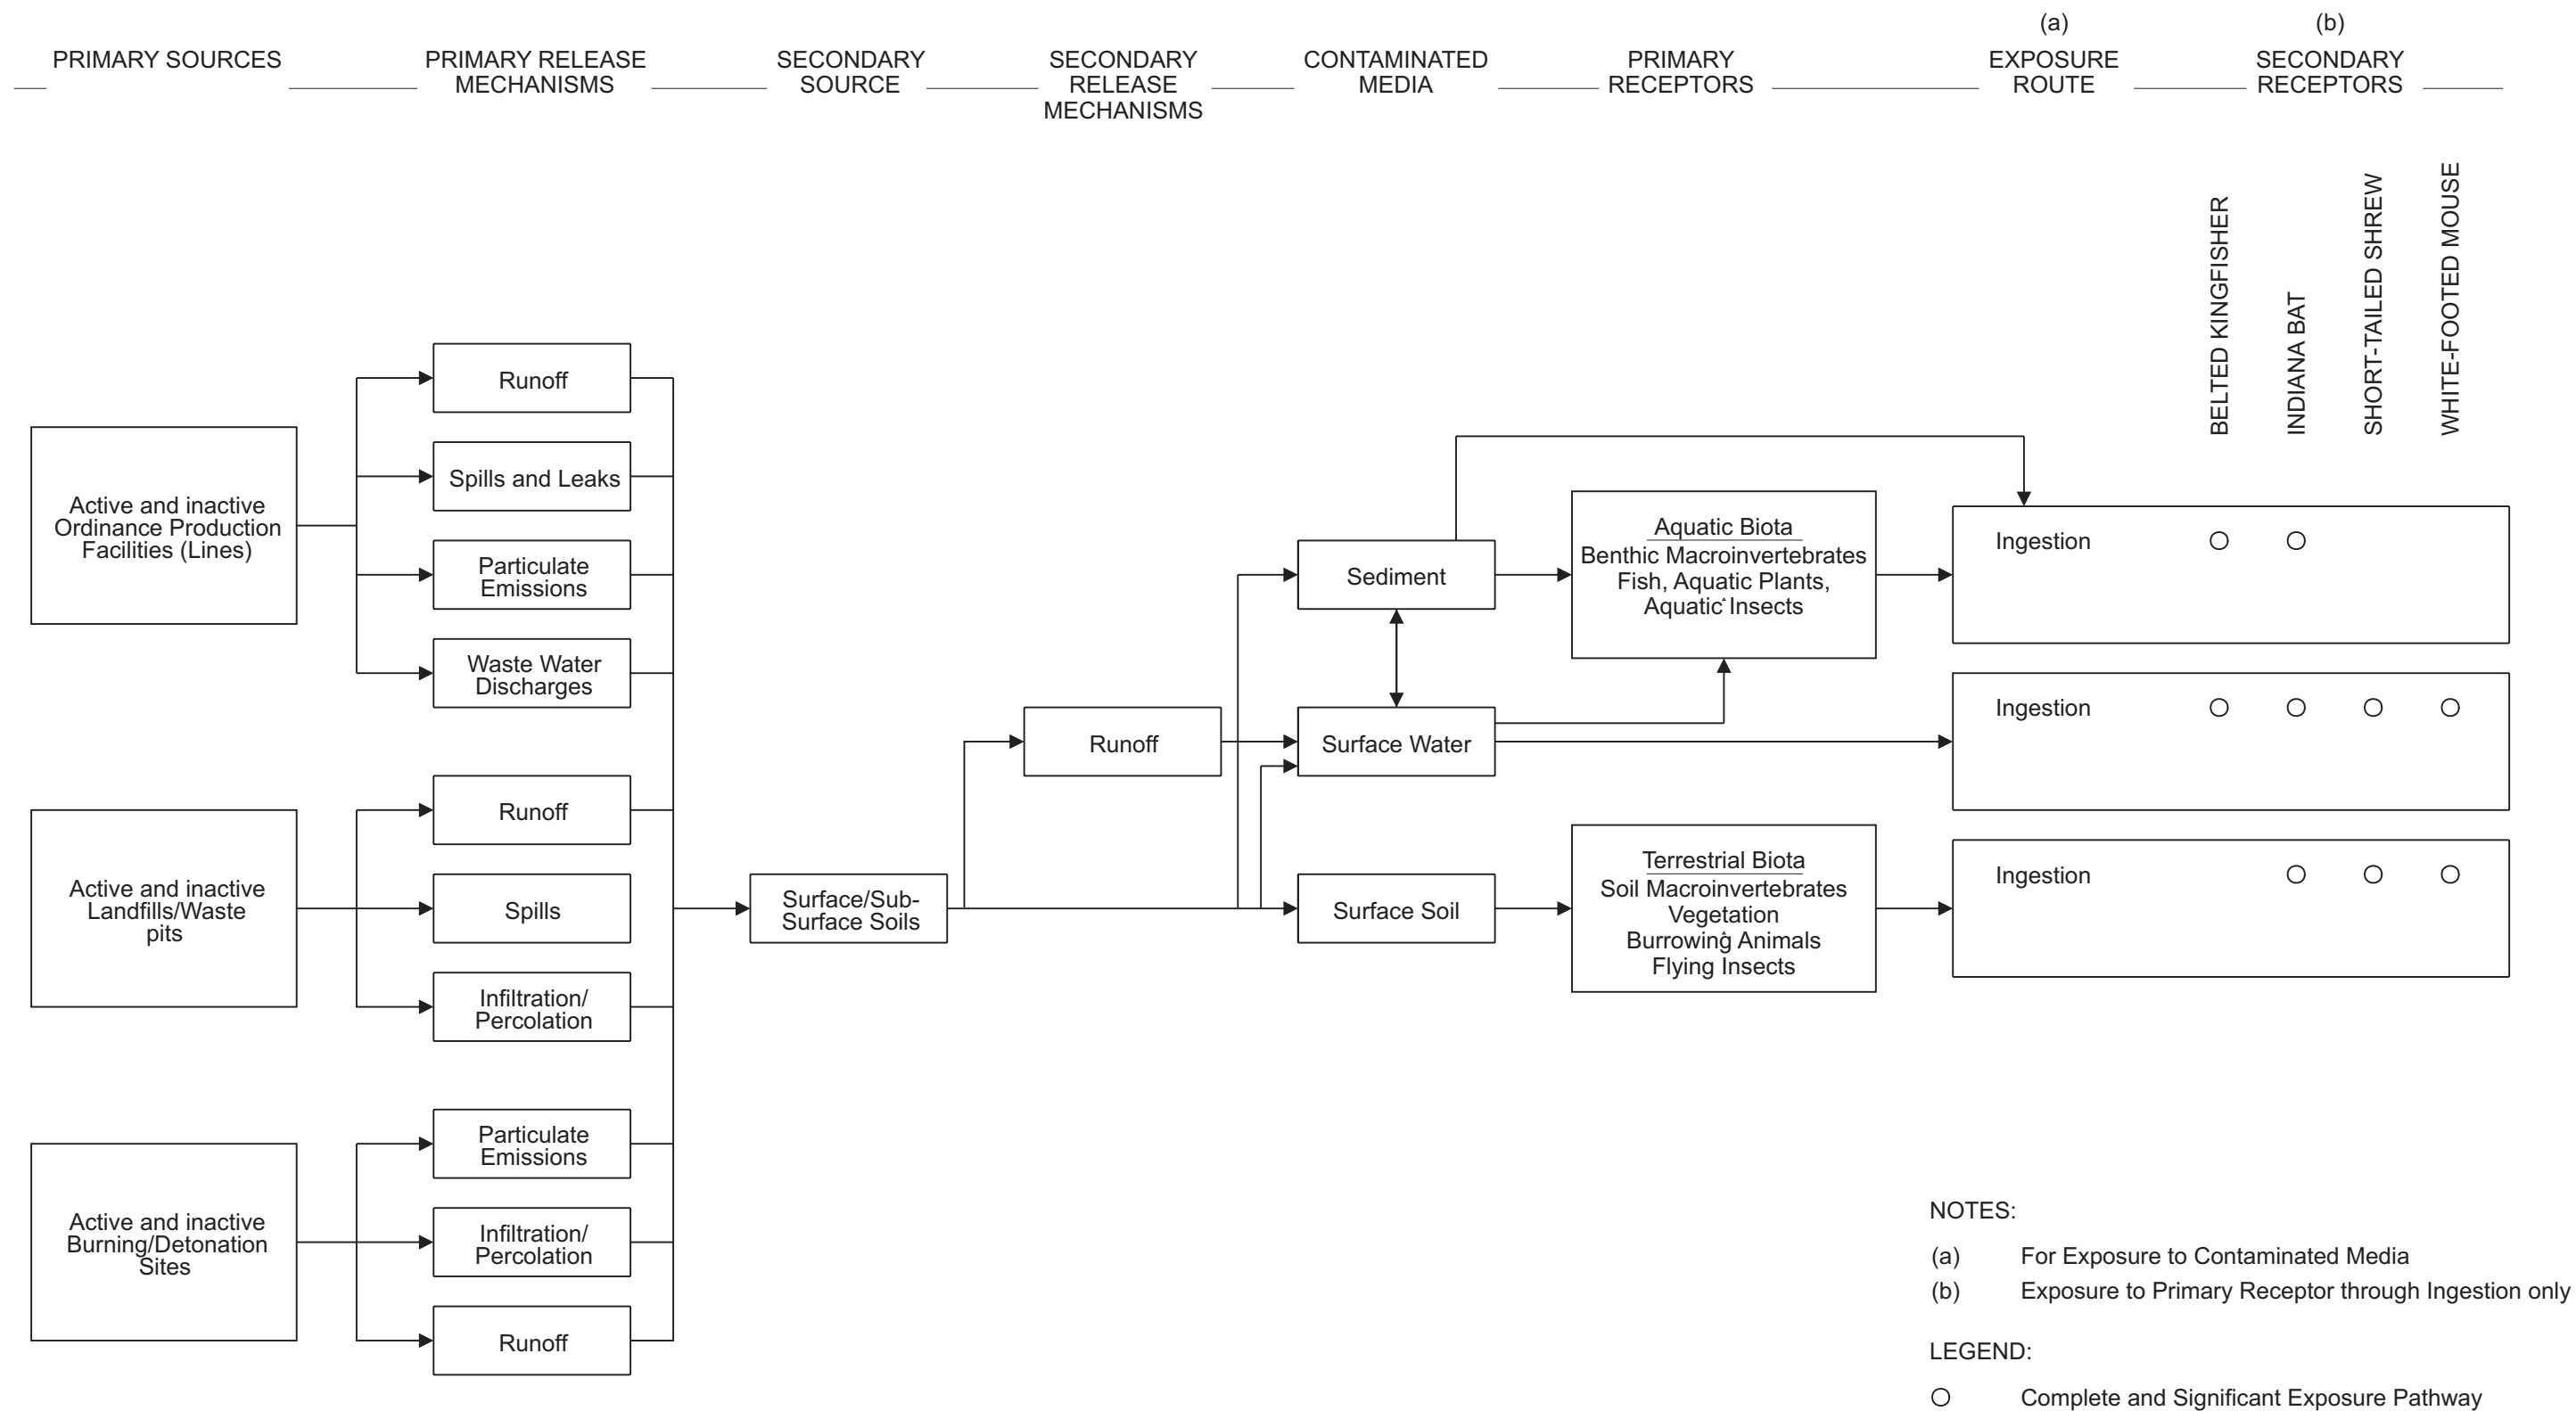 (a)
(b)
PRIMARY SOURCES
PRIMARY RELEASE
MECHANISMS
SECONDARY
SOURCE
SECONDARY
RELEASE
MECHANISMS
CONTAMINATED
MEDIA
PRIMARY
RECEPTORS
EXPOSURE
ROUTE
SECONDARY
RECEPTORS
BELTED KINGFISHER
INDIANA BAT
SHORT-TAILED SHREW
WHITE-FOOTED MOUSE
Active and inactive
Ordinance Production
Facilities (Lines)
Runoff
Spills and Leaks
Particulate
Emissions
Waste Water
Discharges
Active and inactive
Landfills/Waste
pits
Runoff
Spills
Infiltration/
Percolation
Active and inactive
Burning/Detonation
Sites
Particulate
Emissions
Infiltration/
Percolation
Runoff
Surface/Sub-
Surface Soils
Runoff
Sediment
Surface Water
Surface Soil
Aquatic Biota
Benthic Macroinvertebrates
Fish, Aquatic Plants,
Aquatic Insects
Terrestrial Biota
Soil Macroinvertebrates
Vegetation
Burrowing Animals
Flying Insects
Ingestion
Ingestion
Ingestion
NOTES:
(a) For Exposure to Contaminated Media
(b) Exposure to Primary Receptor through Ingestion only
LEGEND:
Complete and Significant Exposure Pathway